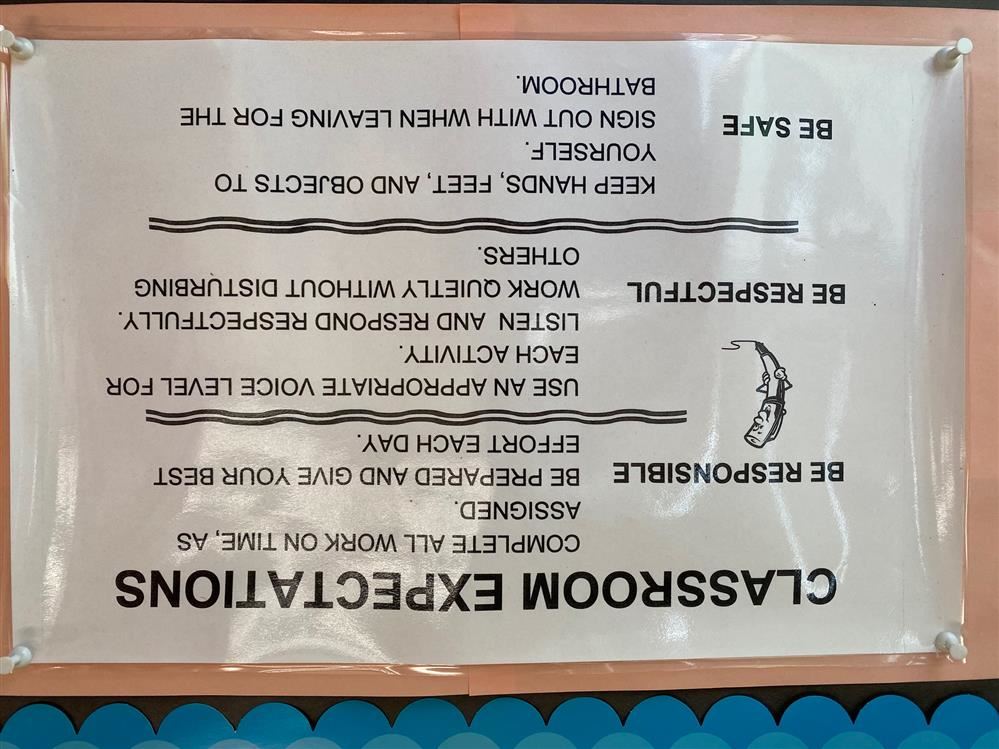 CLASSROOM EXPECTATIONS
BE RESPONSIBLE
COMPLETE ALL WORK ON TIME, AS
ASSIGNED.
BE PREPARED AND GIVE YOUR BEST
EFFORT EACH DAY.
BE RESPECTFUL
USE AN APPROPRIATE VOICE LEVEL FOR
EACH ACTIVITY.
LISTEN AND RESPOND RESPECTFULLY.
WORK QUIETLY WITHOUT DISTURBING
OTHERS.
BE SAFE
KEEP HANDS, FEET, AND OBJECTS TO
YOURSELF.
SIGN OUT WITH WHEN LEAVING FOR THE
BATHROOM.